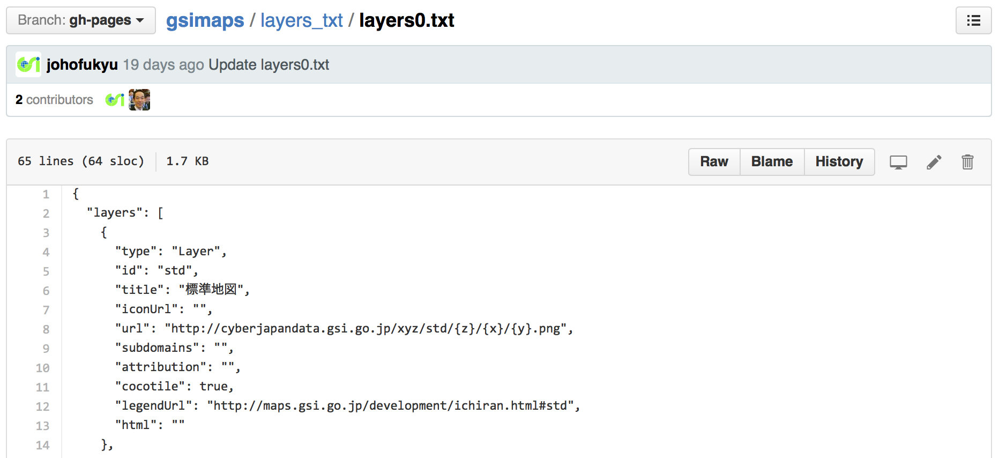 Branch: gh-pages gsimaps / layers_txt / layers0.txt
johofukyu 19 days ago Update layers0.txt
2 contributors
65 lines (64 sloc) 1.7 KB Raw Blame History
1 {
2 "layers": [
3 {
4 "type": "Layer",
5 "id": "std",
6 "title": "標準地図",
7 "iconUrl": "",
8 "url": "http://cyberjapandata.gsi.go.jp/xyz/std/{z}/{x}/{y}.png",
9 "subdomains": "",
10 "attribution": "",
11 "cocotile": true,
12 "legendUrl": "http://maps.gsi.go.jp/development/ichiran.html#std",
13 "html": ""
14 },